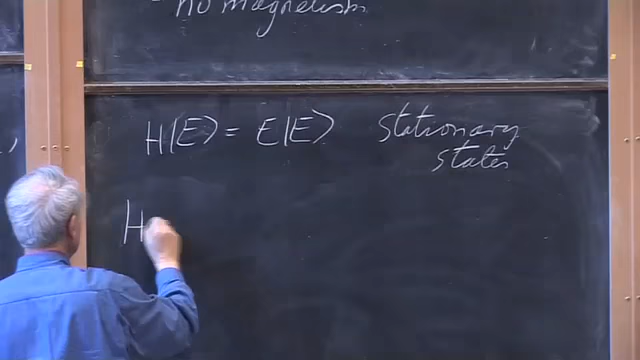 - no magnetism
H|E⟩ = E|E⟩ stationary
states
H